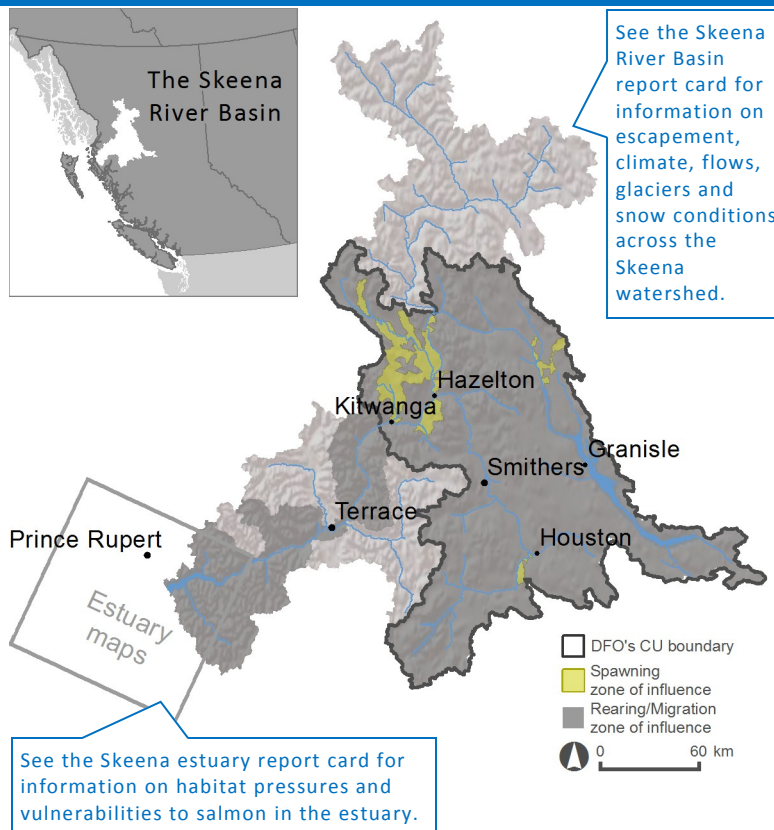 The Skeena
River Basin
See the Skeena
River Basin
report card for
information on
escapement,
climate, flows,
glaciers and
snow conditions
across the
Skeena
watershed.
Hazelton
Kitwanga
Granisle
Smithers
Terrace
Prince Rupert
Houston
Estuary
maps
DFO's CU boundary
Spawning
zone of influence
Rearing/Migration
zone of influence
0 60 km
See the Skeena estuary report card for
information on habitat pressures and
vulnerabilities to salmon in the estuary.